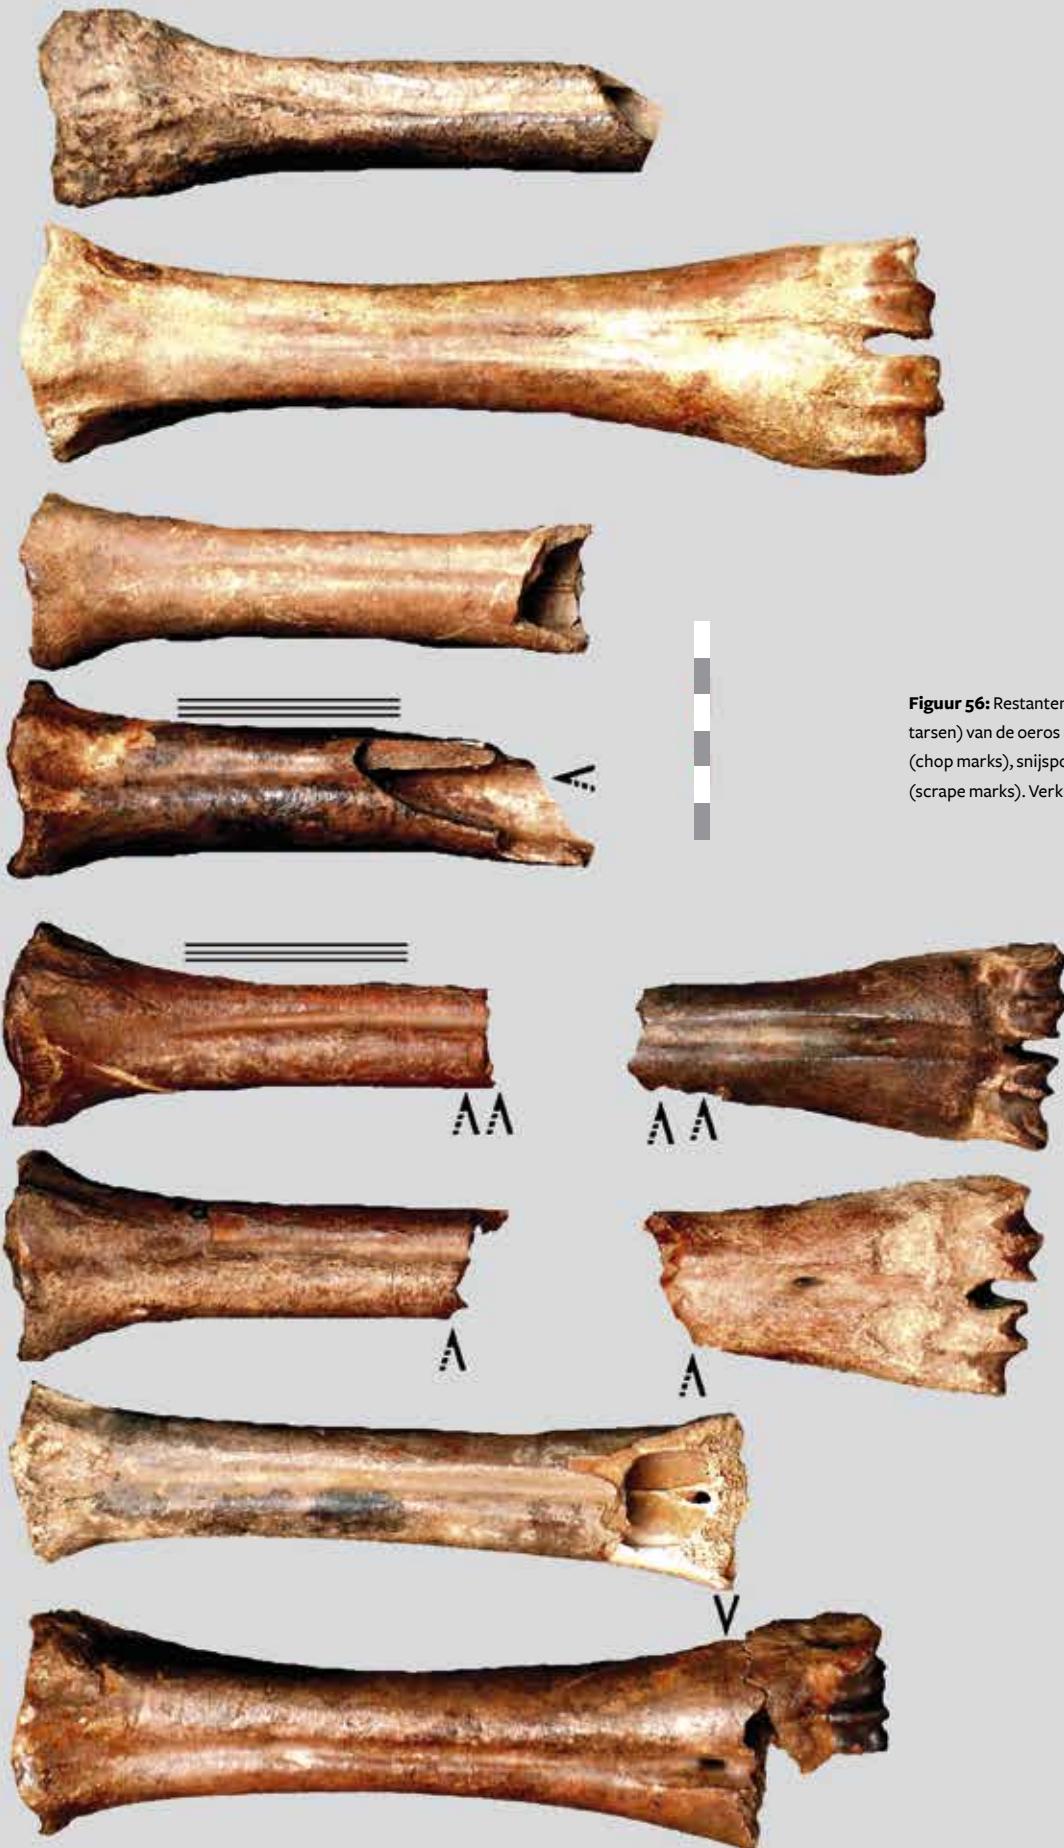 Figuur 56: Restanten
tarsen) van de oeros
(chop marks), snijspo
(scrape marks). Verk